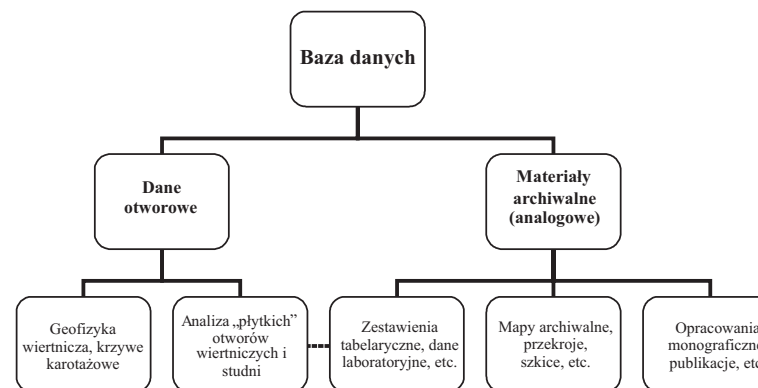 Baza danych
Dane
otworowe
Materiały
archiwalne
(analogowe)
Geofizyka
wiertnicza, krzywe
karotażowe
Analiza „płytkich”
otworów
wiertniczych i
studni
Zestawienia
tabelaryczne, dane
laboratoryjne, etc.
Mapy archiwalne,
przekroje,
szkice, etc.
Opracowania
monograficzne
publikacje, etc